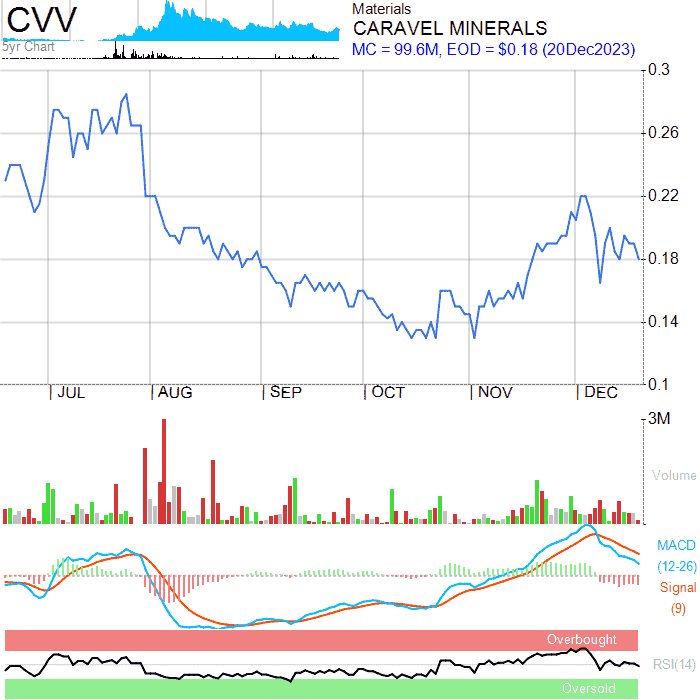 CVV
5yr Chart
Materials
CARAVEL MINERALS
MC = 99.6M, EOD = $0.18 (20Dec2023)
0.3
0.26
0.22
0.18
0.14
0.1
JUL AUG SEP OCT NOV DEC
3M
Volume
MACD
(12-26)
Signal
(9)
Overbought
RSI(14)
Oversold